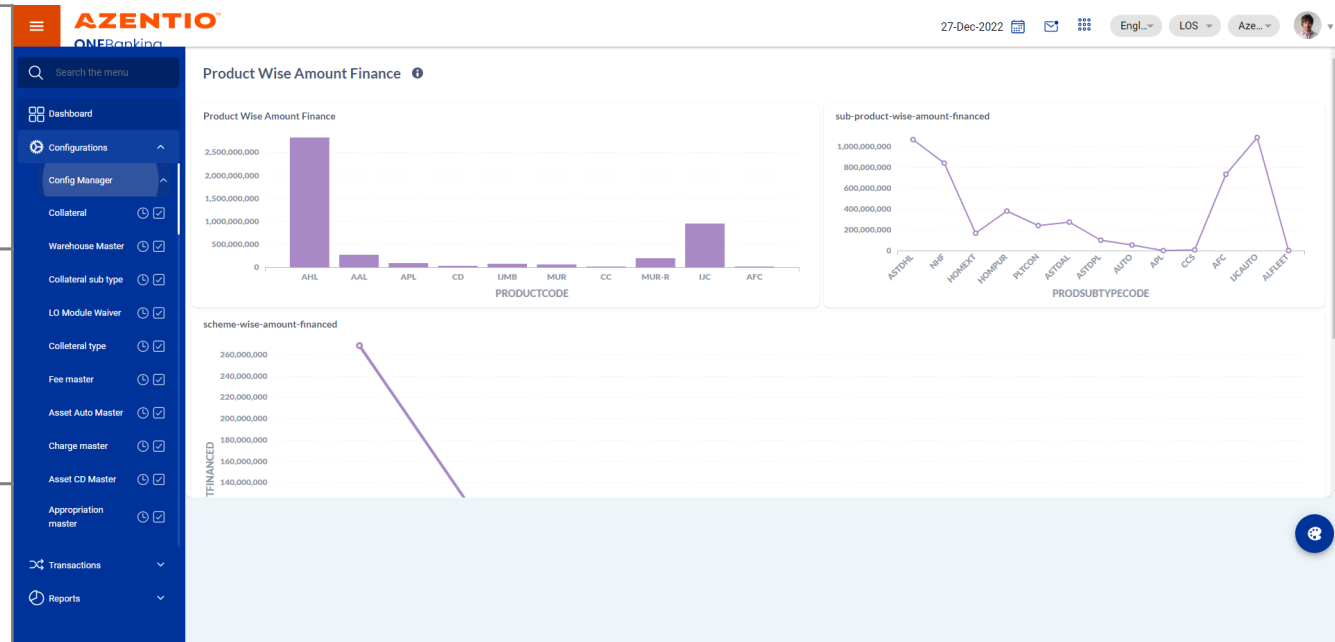 AZENTIO™
ONEBanking
27-Dec-2022
Engl...
LOS
Aze...
Search the menu
Dashboard
Configurations
Config Manager
Collateral
Warehouse Master
Collateral sub type
LO Module Waiver
Colleteral type
Fee master
Asset Auto Master
Charge master
Asset CD Master
Appropriation
master
Transactions
Reports
Product Wise Amount Finance
Product Wise Amount Finance
2,500,000,000
2,000,000,000
1,500,000,000
1,000,000,000
500,000,000
0
AHL AAL APL CD IJMB MUR CC MUR-R IJC AFC
PRODUCTCODE
sub-product-wise-amount-financed
1,000,000,000
800,000,000
600,000,000
400,000,000
200,000,000
0
ASTDHL NHF HOMEXT HOMPUR PLTCON ASTDAL ASTDPL AUTO APL CCS AFC IJCAUTO ALFLEET
PRODSUBTYPECODE
scheme-wise-amount-financed
260,000,000
240,000,000
220,000,000
200,000,000
180,000,000
160,000,000
140,000,000
TFINANCED